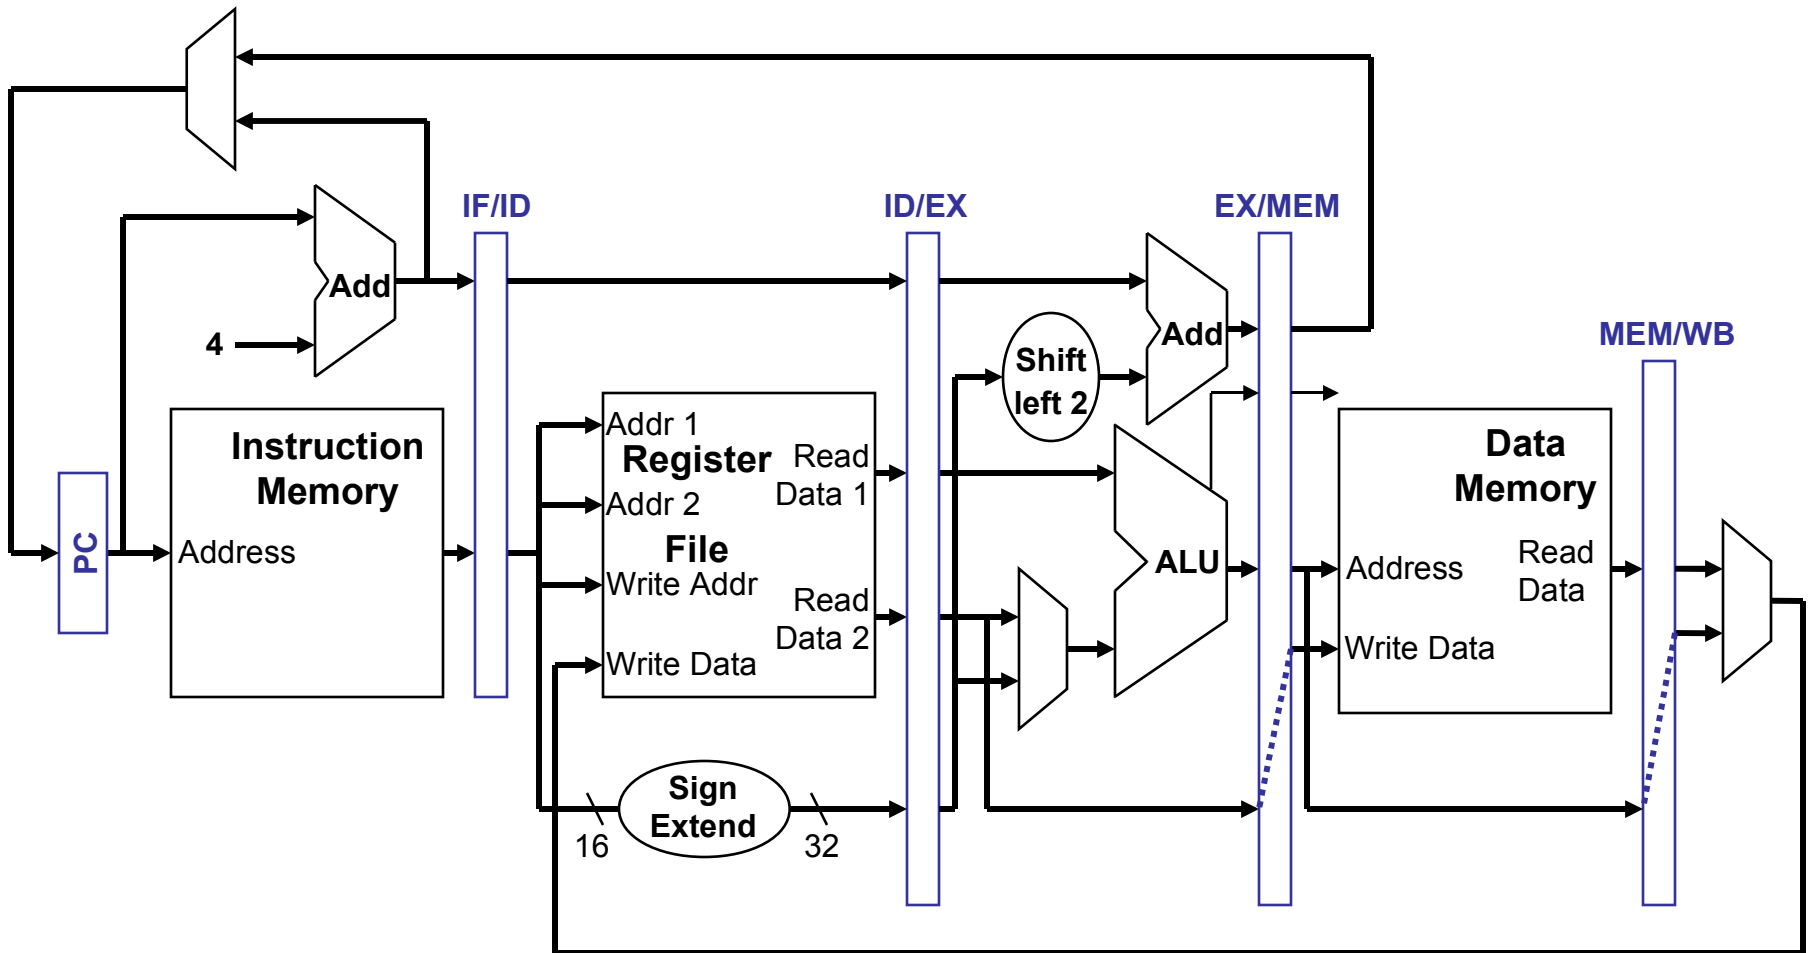 IF/ID
ID/EX
EX/MEM
Add
4
MEM/WB
Add
Shift
left 2
PC
Instruction
Memory
Address
Addr 1
Register
Read
Data 1
Addr 2
File
Write Addr
Read
Data 2
Write Data
ALU
Data
Memory
Address
Read
Data
Write Data
Sign
Extend
16
32